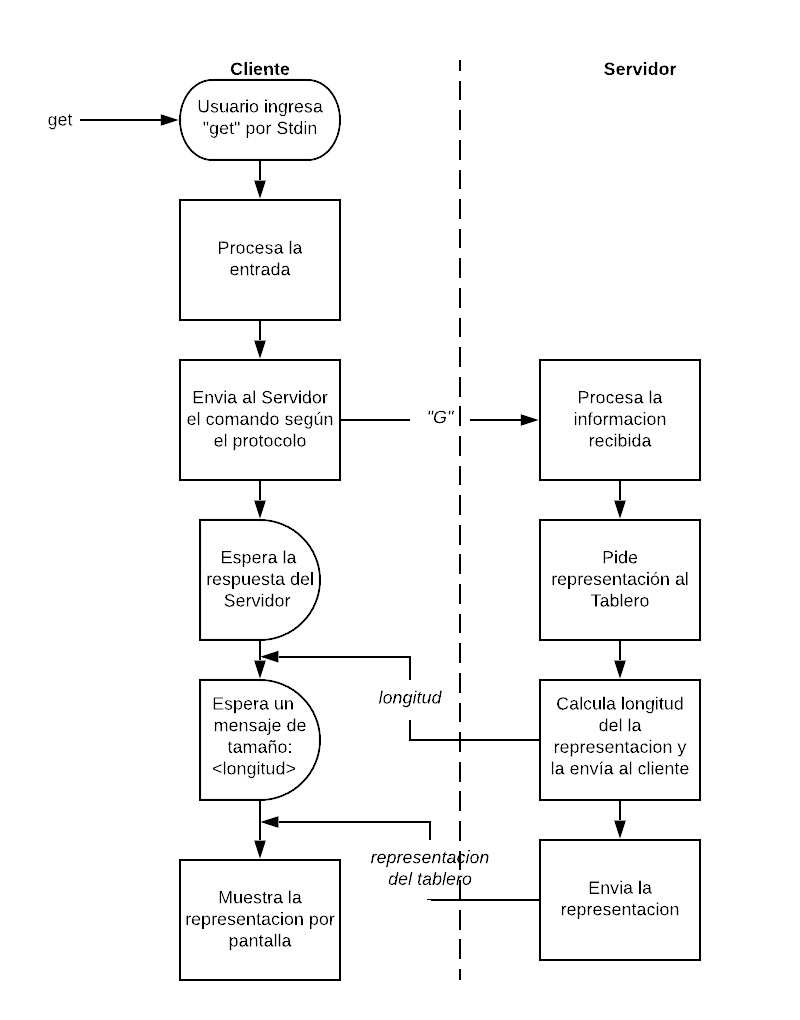 Cliente
Servidor
get
Usuario ingresa
"get" por Stdin
Procesa la
entrada
Envia al Servidor
el comando según
el protocolo
"G"
Procesa la
informacion
recibida
Espera la
respuesta del
Servidor
Pide
representación al
Tablero
longitud
Espera un
mensaje de
tamaño:
<longitud>
Calcula longitud
del la
representacion y
la envía al cliente
representacion
del tablero
Muestra la
representacion por
pantalla
Envia la
representacion